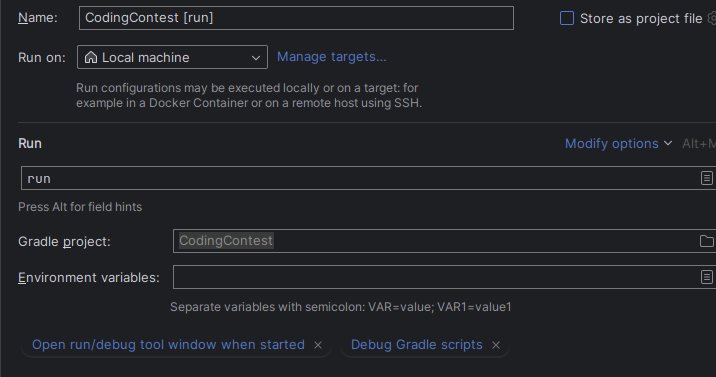 Name: CodingContest [run] Store as project file
Run on: Local machine Manage targets...
Run configurations may be executed locally or on a target: for
example in a Docker Container or on a remote host using SSH.
Run Modify options Alt+M
run
Press Alt for field hints
Gradle project: CodingContest
Environment variables:
Separate variables with semicolon: VAR=value; VAR1=value1
Open run/debug tool window when started × Debug Gradle scripts ×